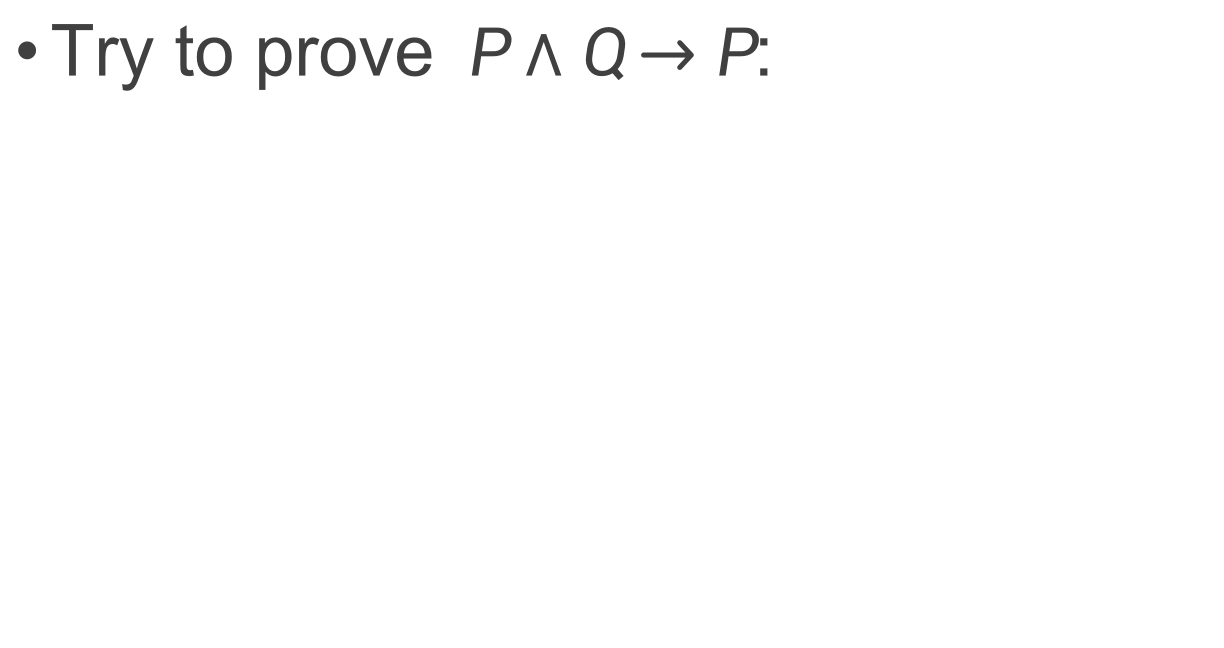 • Try to prove P ∧ Q → P: